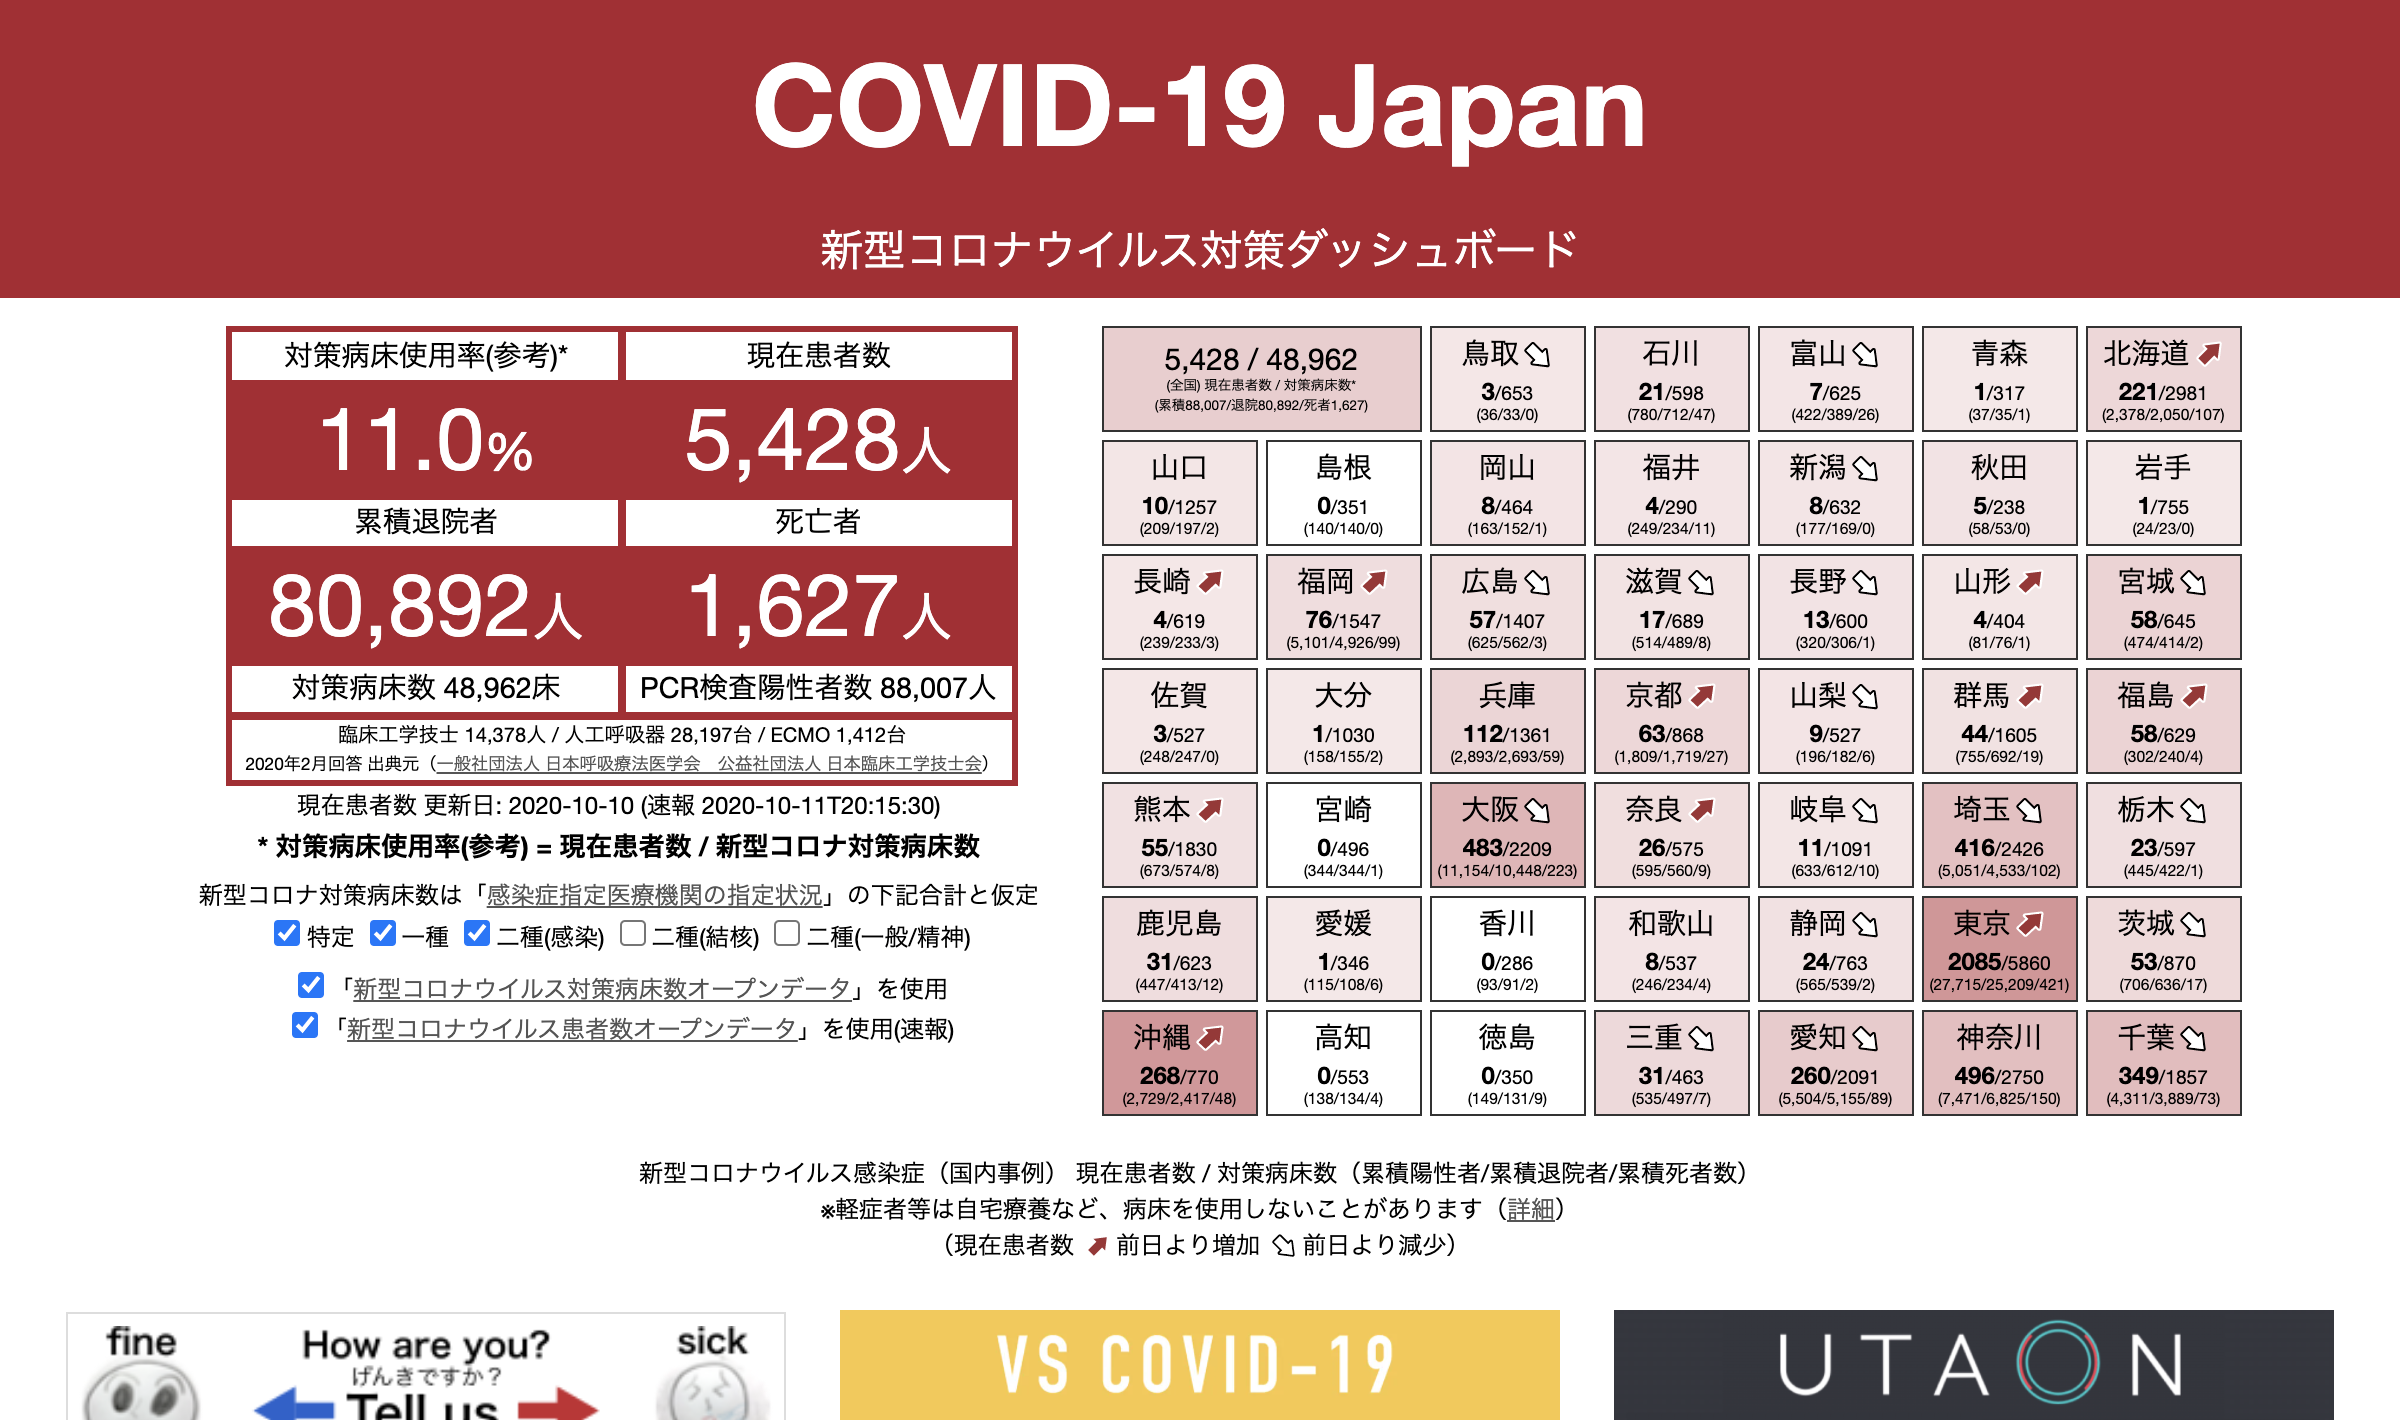 COVID-19 Japan
新型コロナウイルス対策ダッシュボード
対策病床使用率(参考)*
現在患者数
11.0%
5,428人
累積退院者
死亡者
80,892人
1,627人
対策病床数 48,962床
PCR検査陽性者数 88,007人
臨床工学技士 14,378人 / 人工呼吸器 28,197台 / ECMO 1,412台
2020年2月回答 出典元（一般社団法人 日本呼吸療法医学会　公益社団法人 日本臨床工学技士会）
現在患者数 更新日: 2020-10-10 (速報 2020-10-11T20:15:30)
* 対策病床使用率(参考) = 現在患者数 / 新型コロナ対策病床数
新型コロナ対策病床数は「感染症指定医療機関の指定状況」の下記合計と仮定
特定 一種 二種(感染) 二種(結核) 二種(一般/精神)
「新型コロナウイルス対策病床数オープンデータ」を使用
「新型コロナウイルス患者数オープンデータ」を使用(速報)
5,428 / 48,962
(全国) 現在患者数 / 対策病床数*
(累積88,007/退院80,892/死者1,627)
鳥取
3/653
(36/33/0)
石川
21/598
(780/712/47)
富山
7/625
(422/389/26)
青森
1/317
(37/35/1)
北海道
221/2981
(2,378/2,050/107)
山口
10/1257
(209/197/2)
島根
0/351
(140/140/0)
岡山
8/464
(163/152/1)
福井
4/290
(249/234/11)
新潟
8/632
(177/169/0)
秋田
5/238
(58/53/0)
岩手
1/755
(24/23/0)
長崎
4/619
(239/233/3)
福岡
76/1547
(5,101/4,926/99)
広島
57/1407
(625/562/3)
滋賀
17/689
(514/489/8)
長野
13/600
(320/306/1)
山形
4/404
(81/76/1)
宮城
58/645
(474/414/2)
佐賀
3/527
(248/247/0)
大分
1/1030
(158/155/2)
兵庫
112/1361
(2,893/2,693/59)
京都
63/868
(1,809/1,719/27)
山梨
9/527
(196/182/6)
群馬
44/1605
(755/692/19)
福島
58/629
(302/240/4)
熊本
55/1830
(673/574/8)
宮崎
0/496
(344/344/1)
大阪
483/2209
(11,154/10,448/223)
奈良
26/575
(595/560/9)
岐阜
11/1091
(633/612/10)
埼玉
416/2426
(5,051/4,533/102)
栃木
23/597
(445/422/1)
鹿児島
31/623
(447/413/12)
愛媛
1/346
(115/108/6)
香川
0/286
(93/91/2)
和歌山
8/537
(246/234/4)
静岡
24/763
(565/539/2)
東京
2085/5860
(27,715/25,209/421)
茨城
53/870
(706/636/17)
沖縄
268/770
(2,729/2,417/48)
高知
0/553
(138/134/4)
徳島
0/350
(149/131/9)
三重
31/463
(535/497/7)
愛知
260/2091
(5,504/5,155/89)
神奈川
496/2750
(7,471/6,825/150)
千葉
349/1857
(4,311/3,889/73)
新型コロナウイルス感染症（国内事例） 現在患者数 / 対策病床数（累積陽性者/累積退院者/累積死者数）
※軽症者等は自宅療養など、病床を使用しないことがあります（詳細）
（現在患者数 前日より増加 前日より減少）
fine
How are you?
げんきですか？
Tell us
sick
VS COVID-19
UTAON